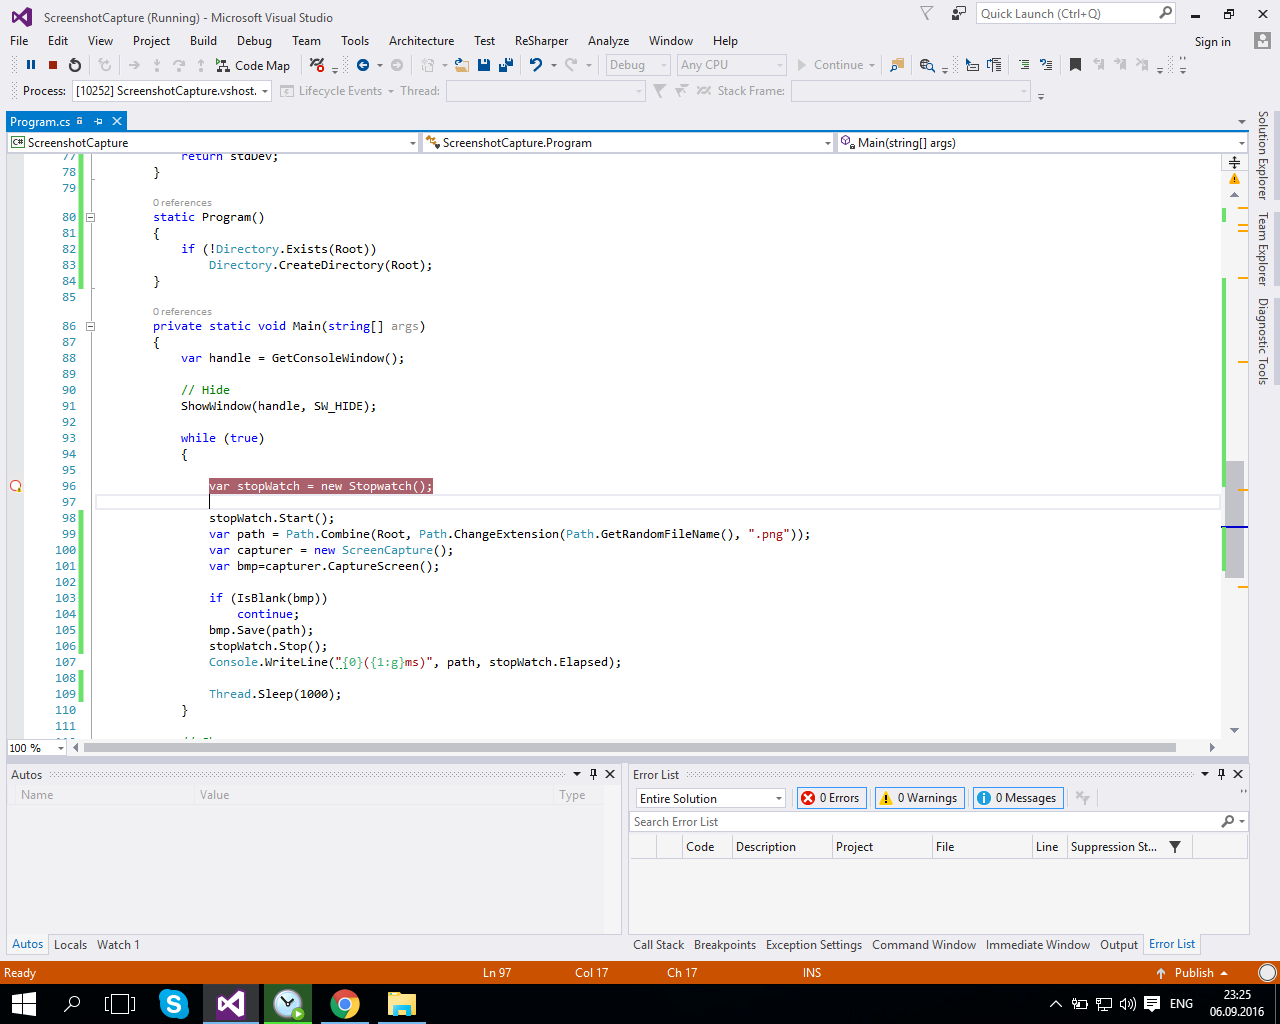 ScreenshotCapture (Running) - Microsoft Visual Studio
Quick Launch (Ctrl+Q)
File Edit View Project Build Debug Team Tools Architecture Test ReSharper Analyze Window Help
Sign in
Code Map Debug Any CPU Continue
Process: [10252] ScreenshotCapture.vshost. Lifecycle Events Thread: Stack Frame:
Program.cs
C# ScreenshotCapture ScreenshotCapture.Program Main(string[] args)
77 return stdDev;
78 }
79
0 references
80 static Program()
81 {
82 if (!Directory.Exists(Root))
83 Directory.CreateDirectory(Root);
84 }
85
0 references
86 private static void Main(string[] args)
87 {
88 var handle = GetConsoleWindow();
89
90 // Hide
91 ShowWindow(handle, SW_HIDE);
92
93 while (true)
94 {
95
96 var stopWatch = new Stopwatch();
97
98 stopWatch.Start();
99 var path = Path.Combine(Root, Path.ChangeExtension(Path.GetRandomFileName(), ".png"));
100 var capturer = new ScreenCapture();
101 var bmp=capturer.CaptureScreen();
102
103 if (IsBlank(bmp))
104 continue;
105 bmp.Save(path);
106 stopWatch.Stop();
107 Console.WriteLine("{0}({1:g}ms)", path, stopWatch.Elapsed);
108
109 Thread.Sleep(1000);
110 }
111
Solution Explorer
Team Explorer
Diagnostic Tools
100 %
Autos
Name Value Type
Autos Locals Watch 1
Error List
Entire Solution 0 Errors 0 Warnings 0 Messages
Search Error List
Code Description Project File Line Suppression St...
Call Stack Breakpoints Exception Settings Command Window Immediate Window Output Error List
Ready Ln 97 Col 17 Ch 17 INS Publish
ENG
23:25
06.09.2016